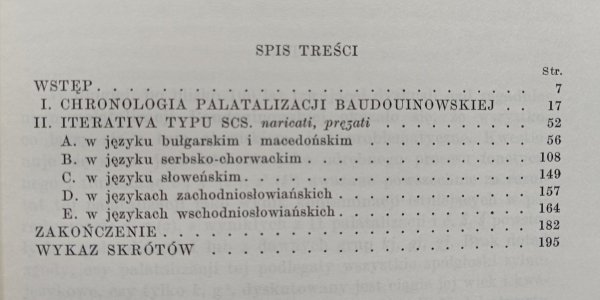 SPIS TREŚCI
Str.
WSTĘP . . . . . . . . . . . . . . . . . . . . . . . . . . . . 7
I. CHRONOLOGIA PALATALIZACJI BAUDOUINOWSKIEJ . . 17
II. ITERATIVA TYPU SCS. naricati, pręʒati . . . . . . . . . . . 52
A. w języku bułgarskim i macedońskim . . . . . . . . . . . 56
B. w języku serbsko-chorwackim . . . . . . . . . . . . . . 108
C. w języku słoweńskim . . . . . . . . . . . . . . . . . . 149
D. w językach zachodniosłowiańskich . . . . . . . . . . . . 157
E. w językach wschodniosłowiańskich . . . . . . . . . . . . 164
ZAKOŃCZENIE . . . . . . . . . . . . . . . . . . . . . . . . 182
WYKAZ SKRÓTÓW . . . . . . . . . . . . . . . . . . . . . . 195